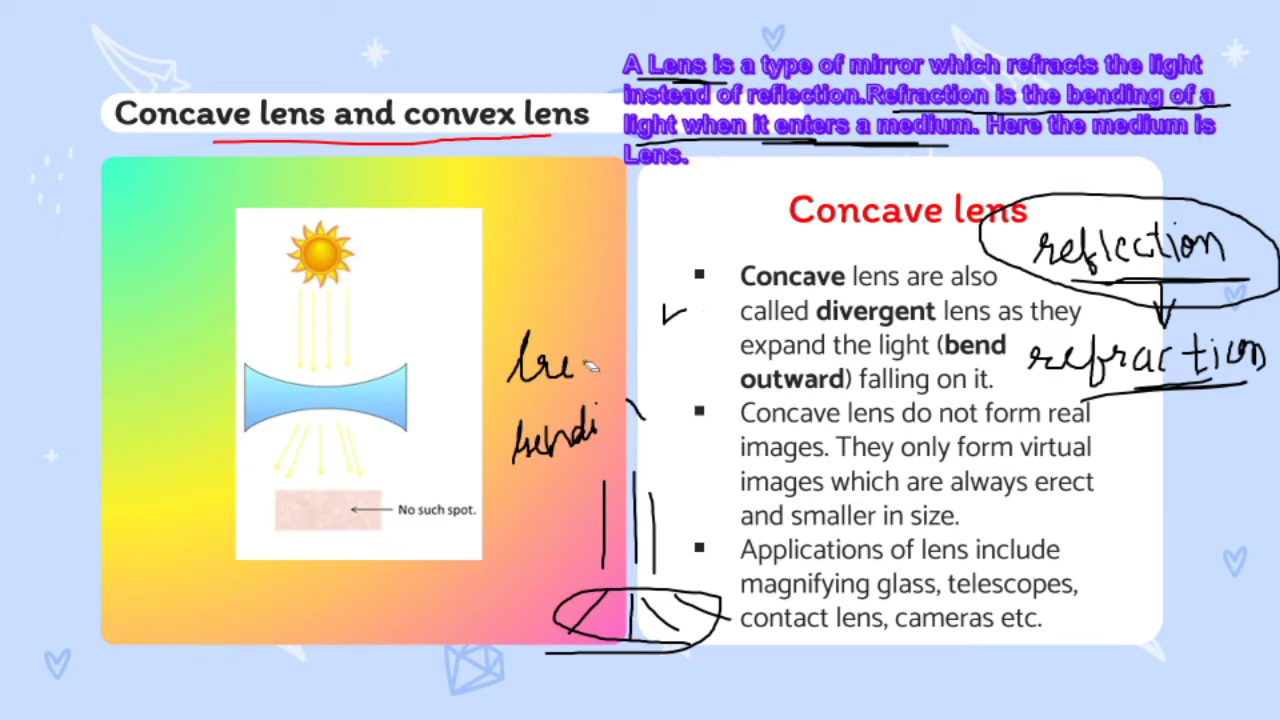 A Lens is a type of mirror which refracts the light
instead of reflection.Refraction is the bending of a
light when it enters a medium. Here the medium is
Lens.
Concave lens and convex lens
No such spot.
Concave lens
reflection
refraction
▪ Concave lens are also
called divergent lens as they
expand the light (bend
outward) falling on it.
▪ Concave lens do not form real
images. They only form virtual
images which are always erect
and smaller in size.
▪ Applications of lens include
magnifying glass, telescopes,
contact lens, cameras etc.